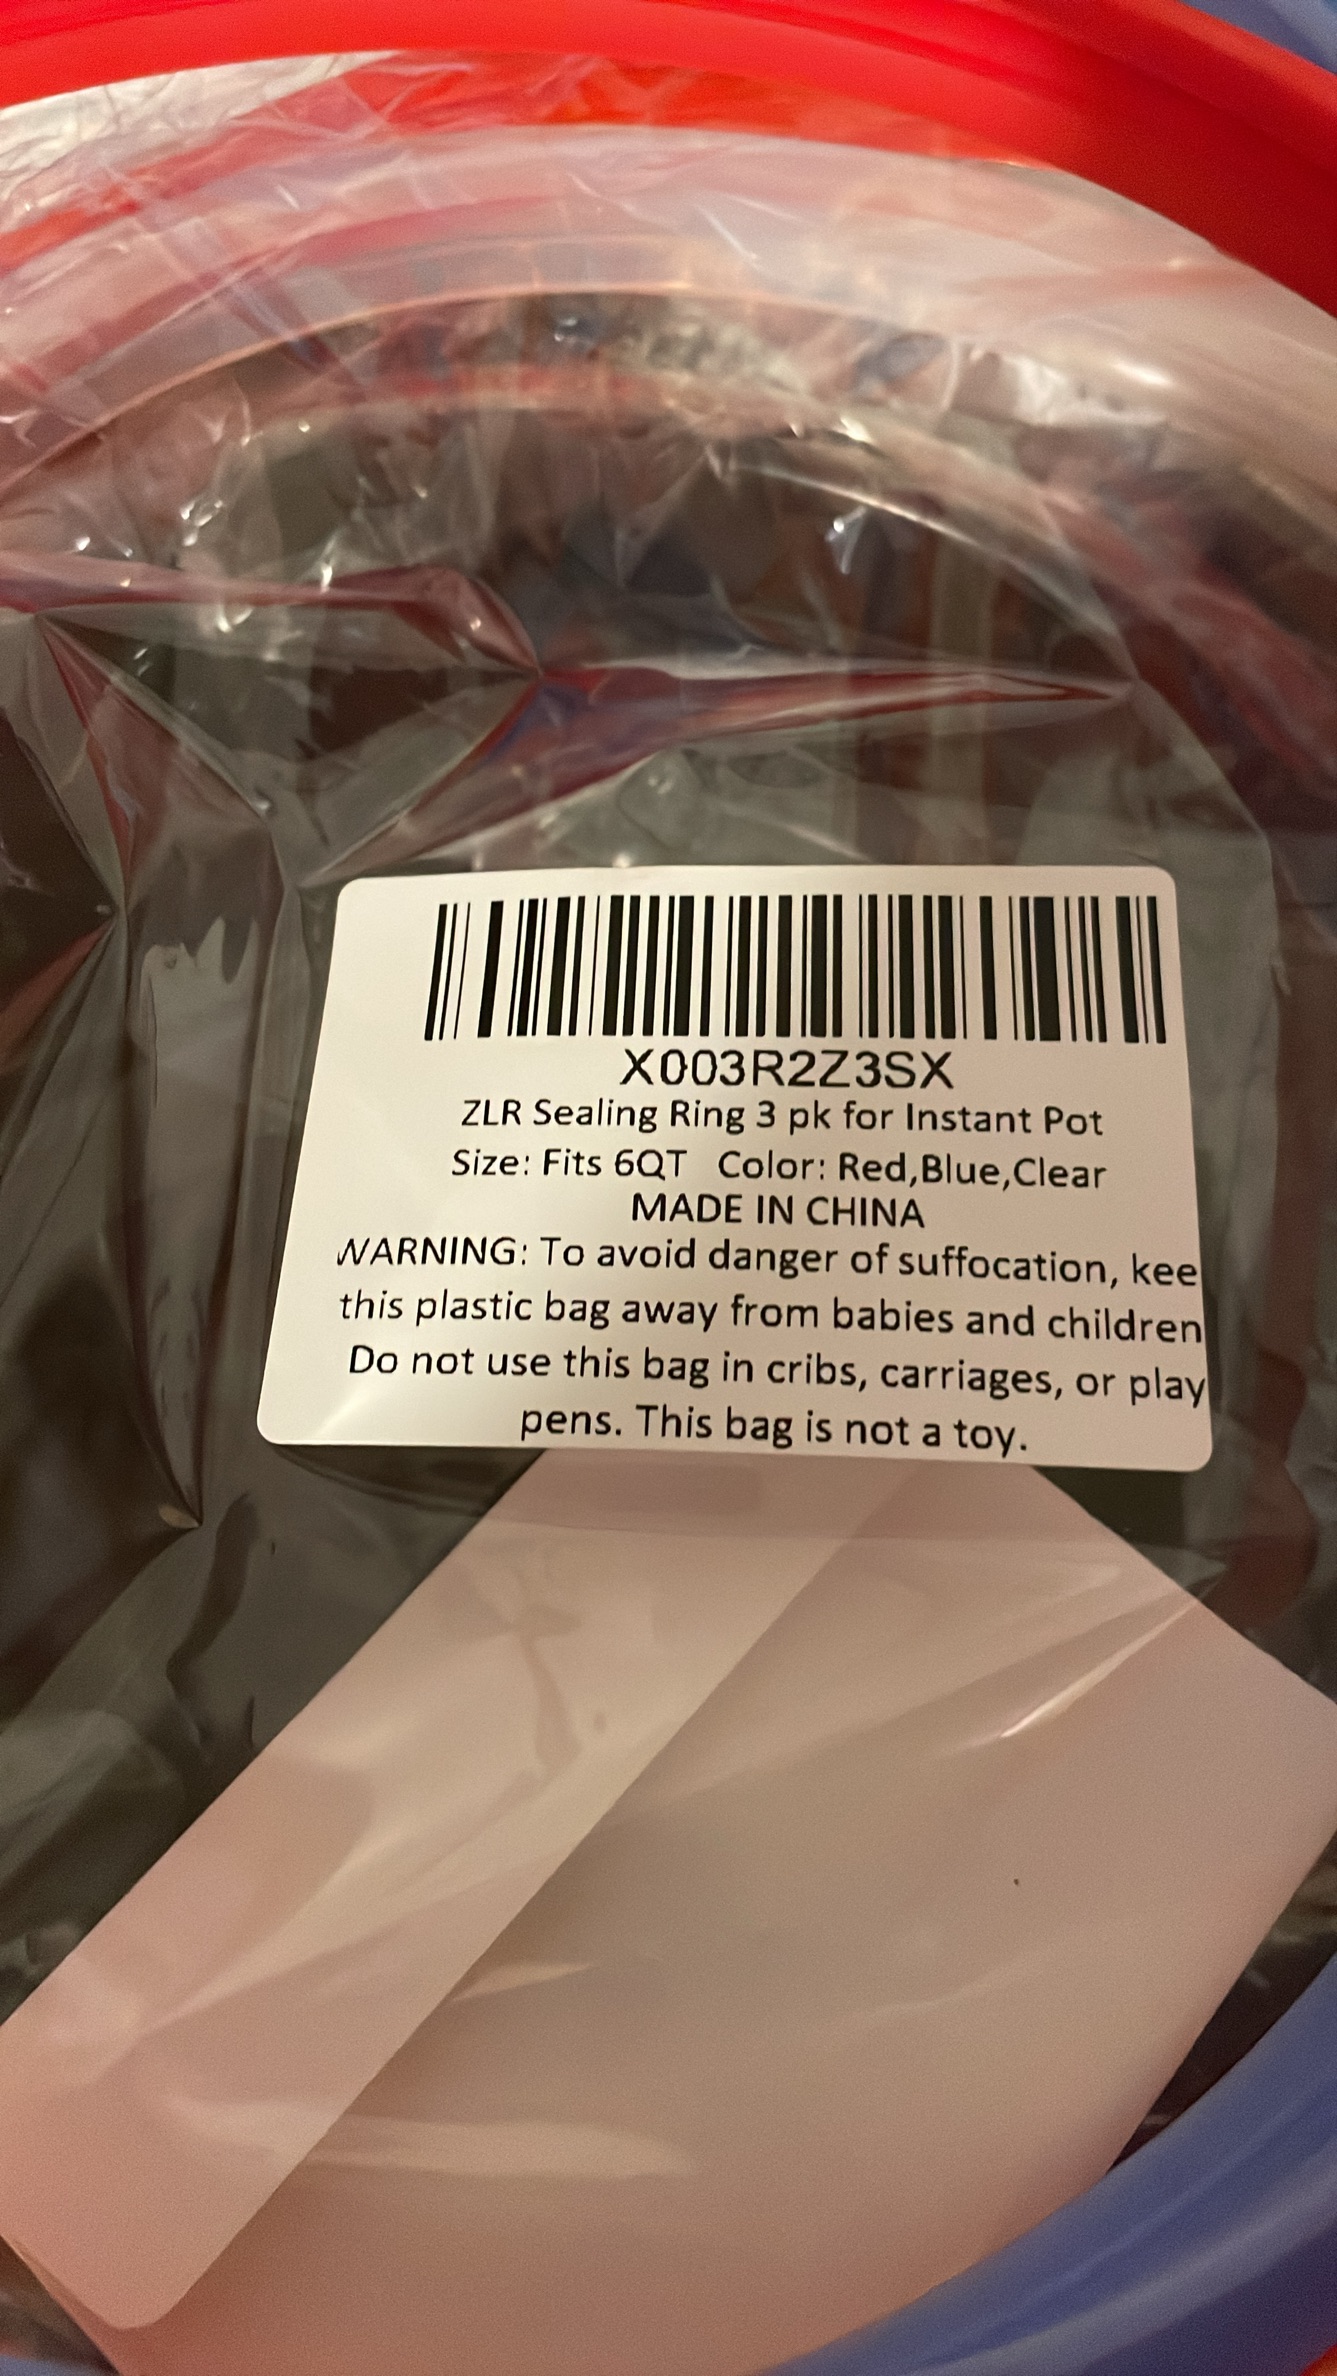 X003R2Z3SX
ZLR Sealing Ring 3 pk for Instant Pot
Size: Fits 6QT Color: Red,Blue,Clear
MADE IN CHINA
WARNING: To avoid danger of suffocation, kee
this plastic bag away from babies and children
Do not use this bag in cribs, carriages, or play
pens. This bag is not a toy.